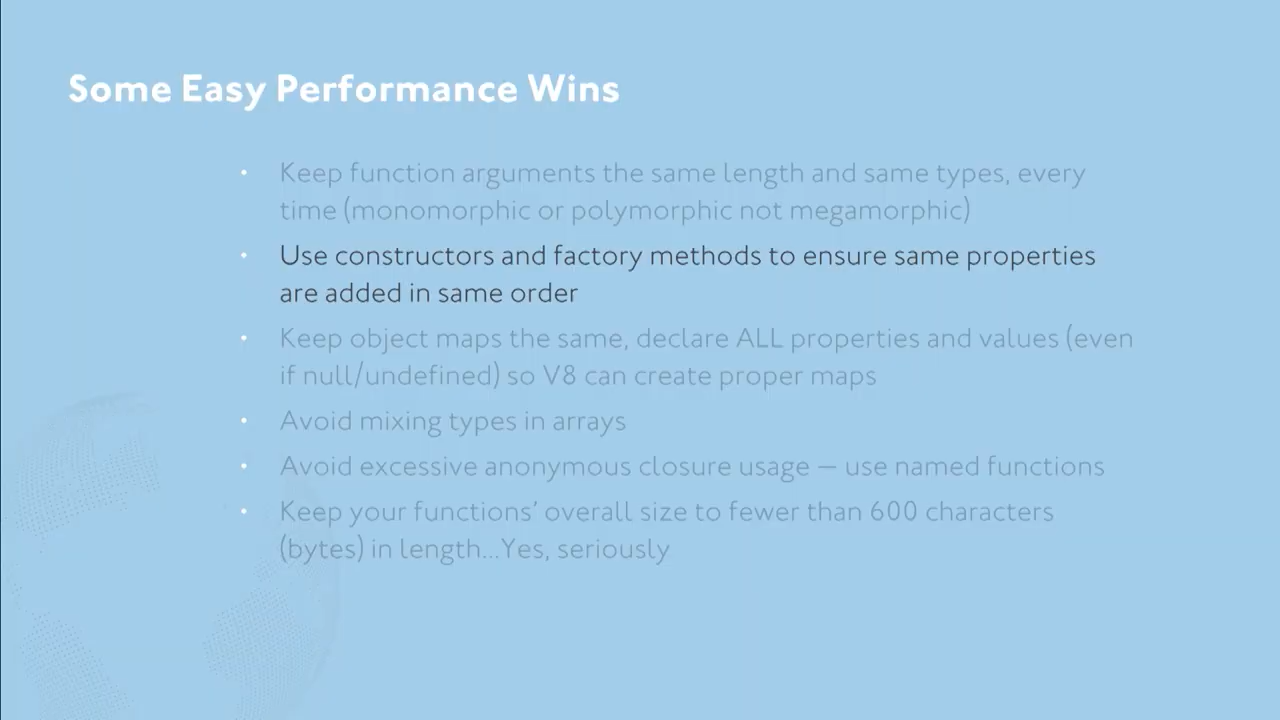 Some Easy Performance Wins
• Keep function arguments the same length and same types, every
time (monomorphic or polymorphic not megamorphic)
• Use constructors and factory methods to ensure same properties
are added in same order
• Keep object maps the same, declare ALL properties and values (even
if null/undefined) so V8 can create proper maps
• Avoid mixing types in arrays
• Avoid excessive anonymous closure usage – use named functions
• Keep your functions’ overall size to fewer than 600 characters
(bytes) in length...Yes, seriously